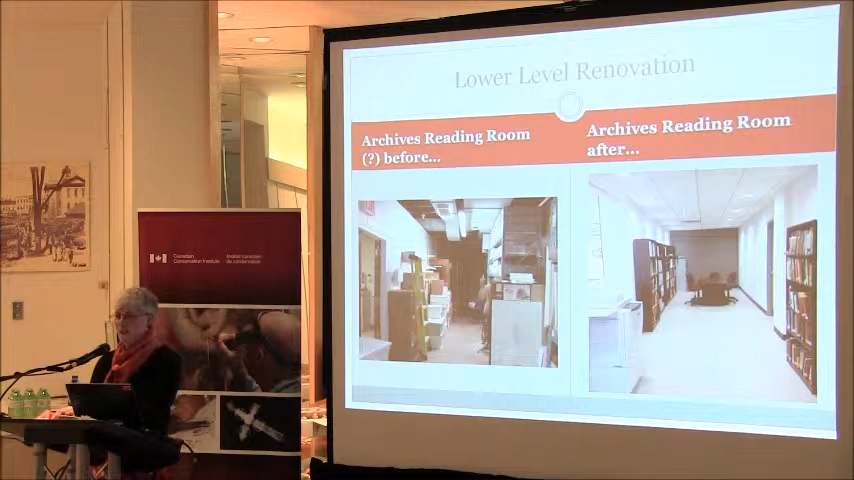 Lower Level Renovation
Archives Reading Room
(?) before...
Archives Reading Room
after...
Canadian
Conservation Institute
Institut canadien
de conservation